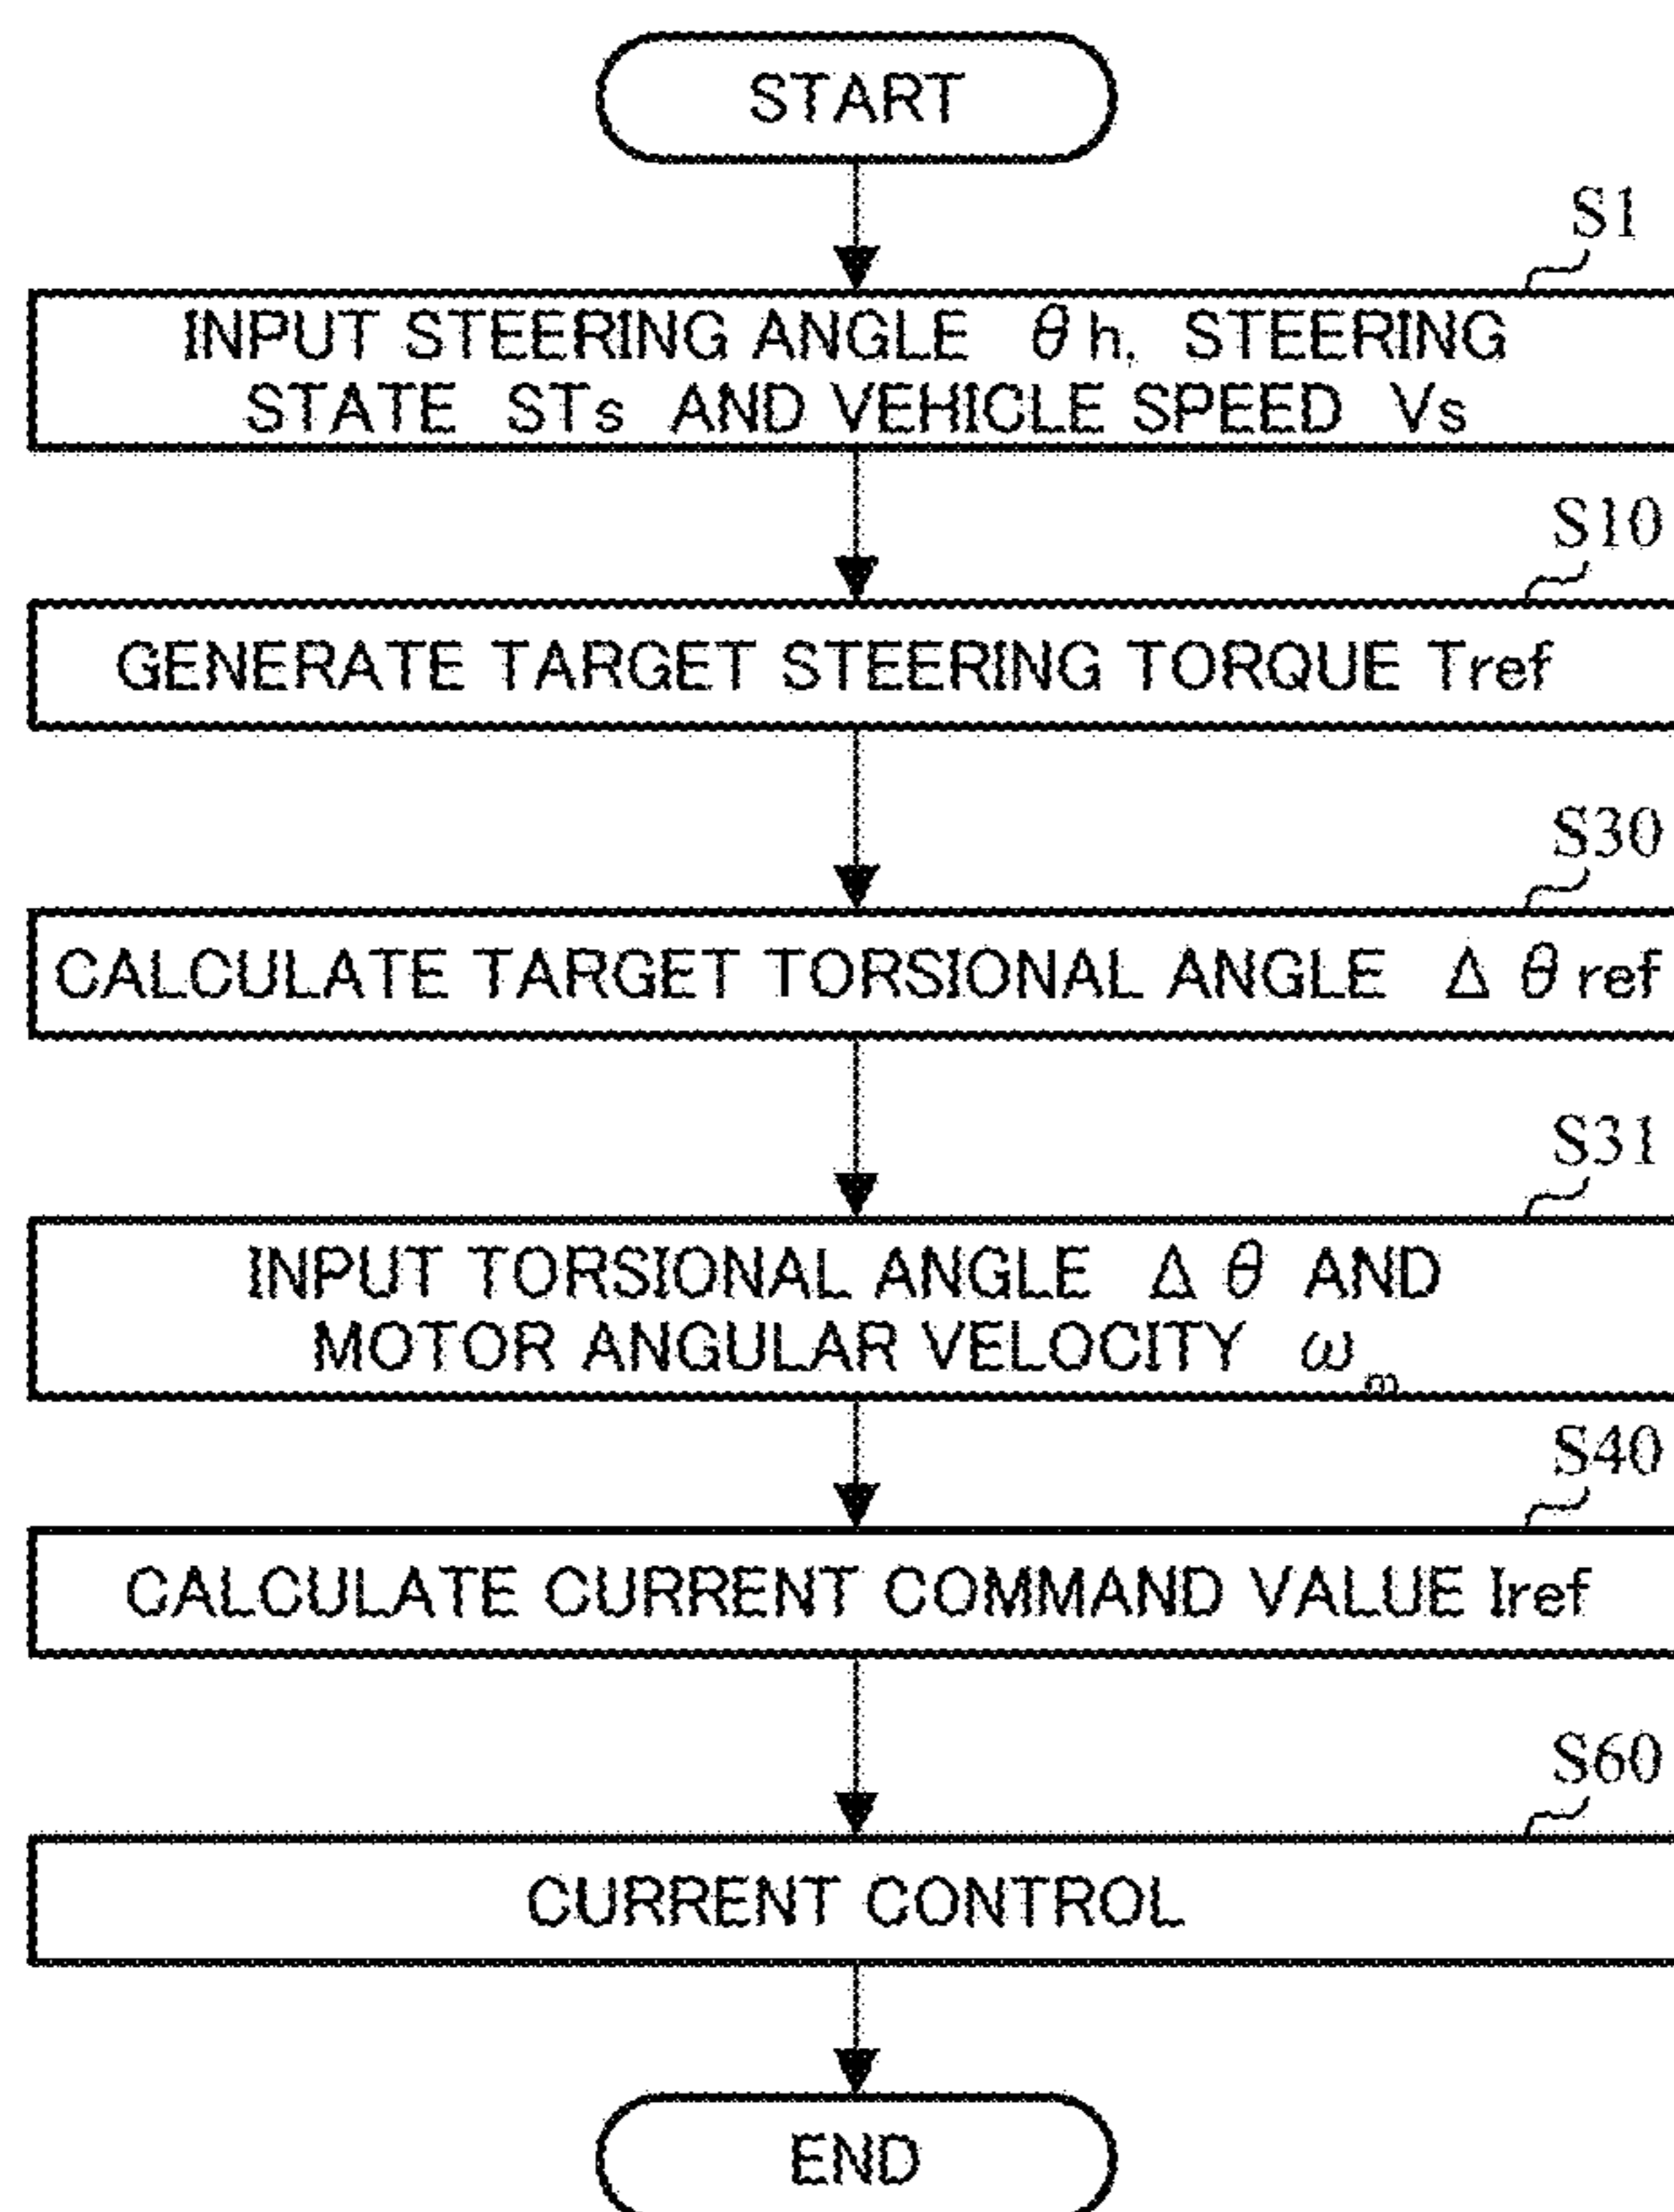 START
S1
INPUT STEERING ANGLE θh, STEERING
STATE STs AND VEHICLE SPEED Vs
S10
GENERATE TARGET STEERING TORQUE Tref
S30
CALCULATE TARGET TORSIONAL ANGLE Δθref
S31
INPUT TORSIONAL ANGLE Δθ AND
MOTOR ANGULAR VELOCITY ωm
S40
CALCULATE CURRENT COMMAND VALUE Iref
S60
CURRENT CONTROL
END